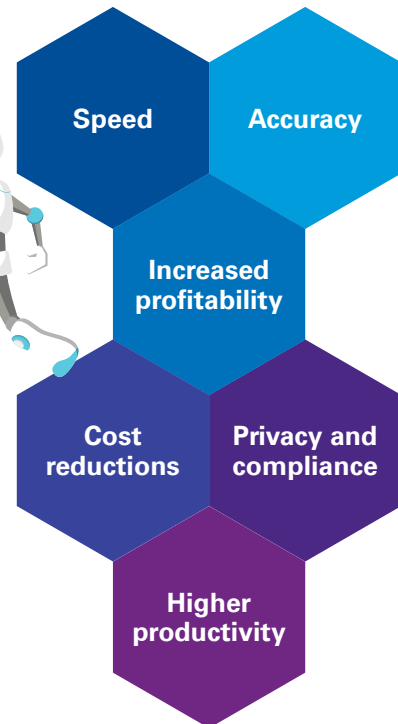 Speed
Accuracy
Increased
profitability
Cost
reductions
Privacy and
compliance
Higher
productivity